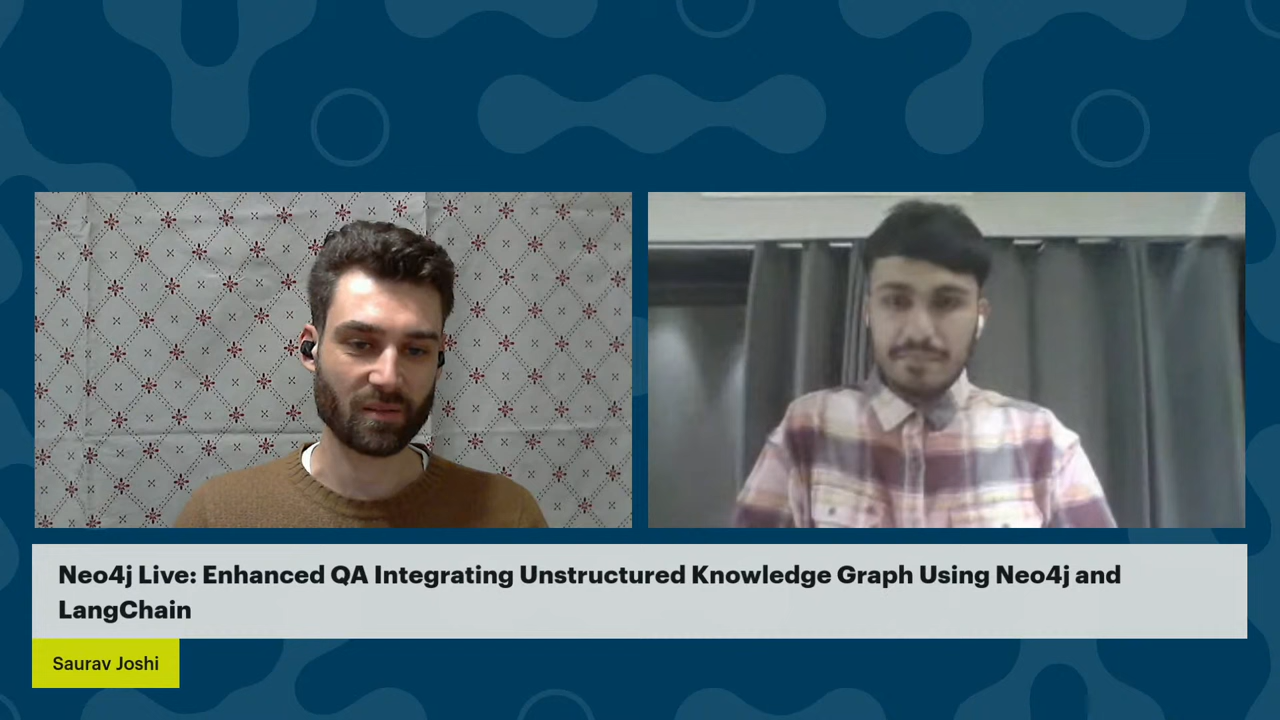 Neo4j Live: Enhanced QA Integrating Unstructured Knowledge Graph Using Neo4j and
LangChain
Saurav Joshi